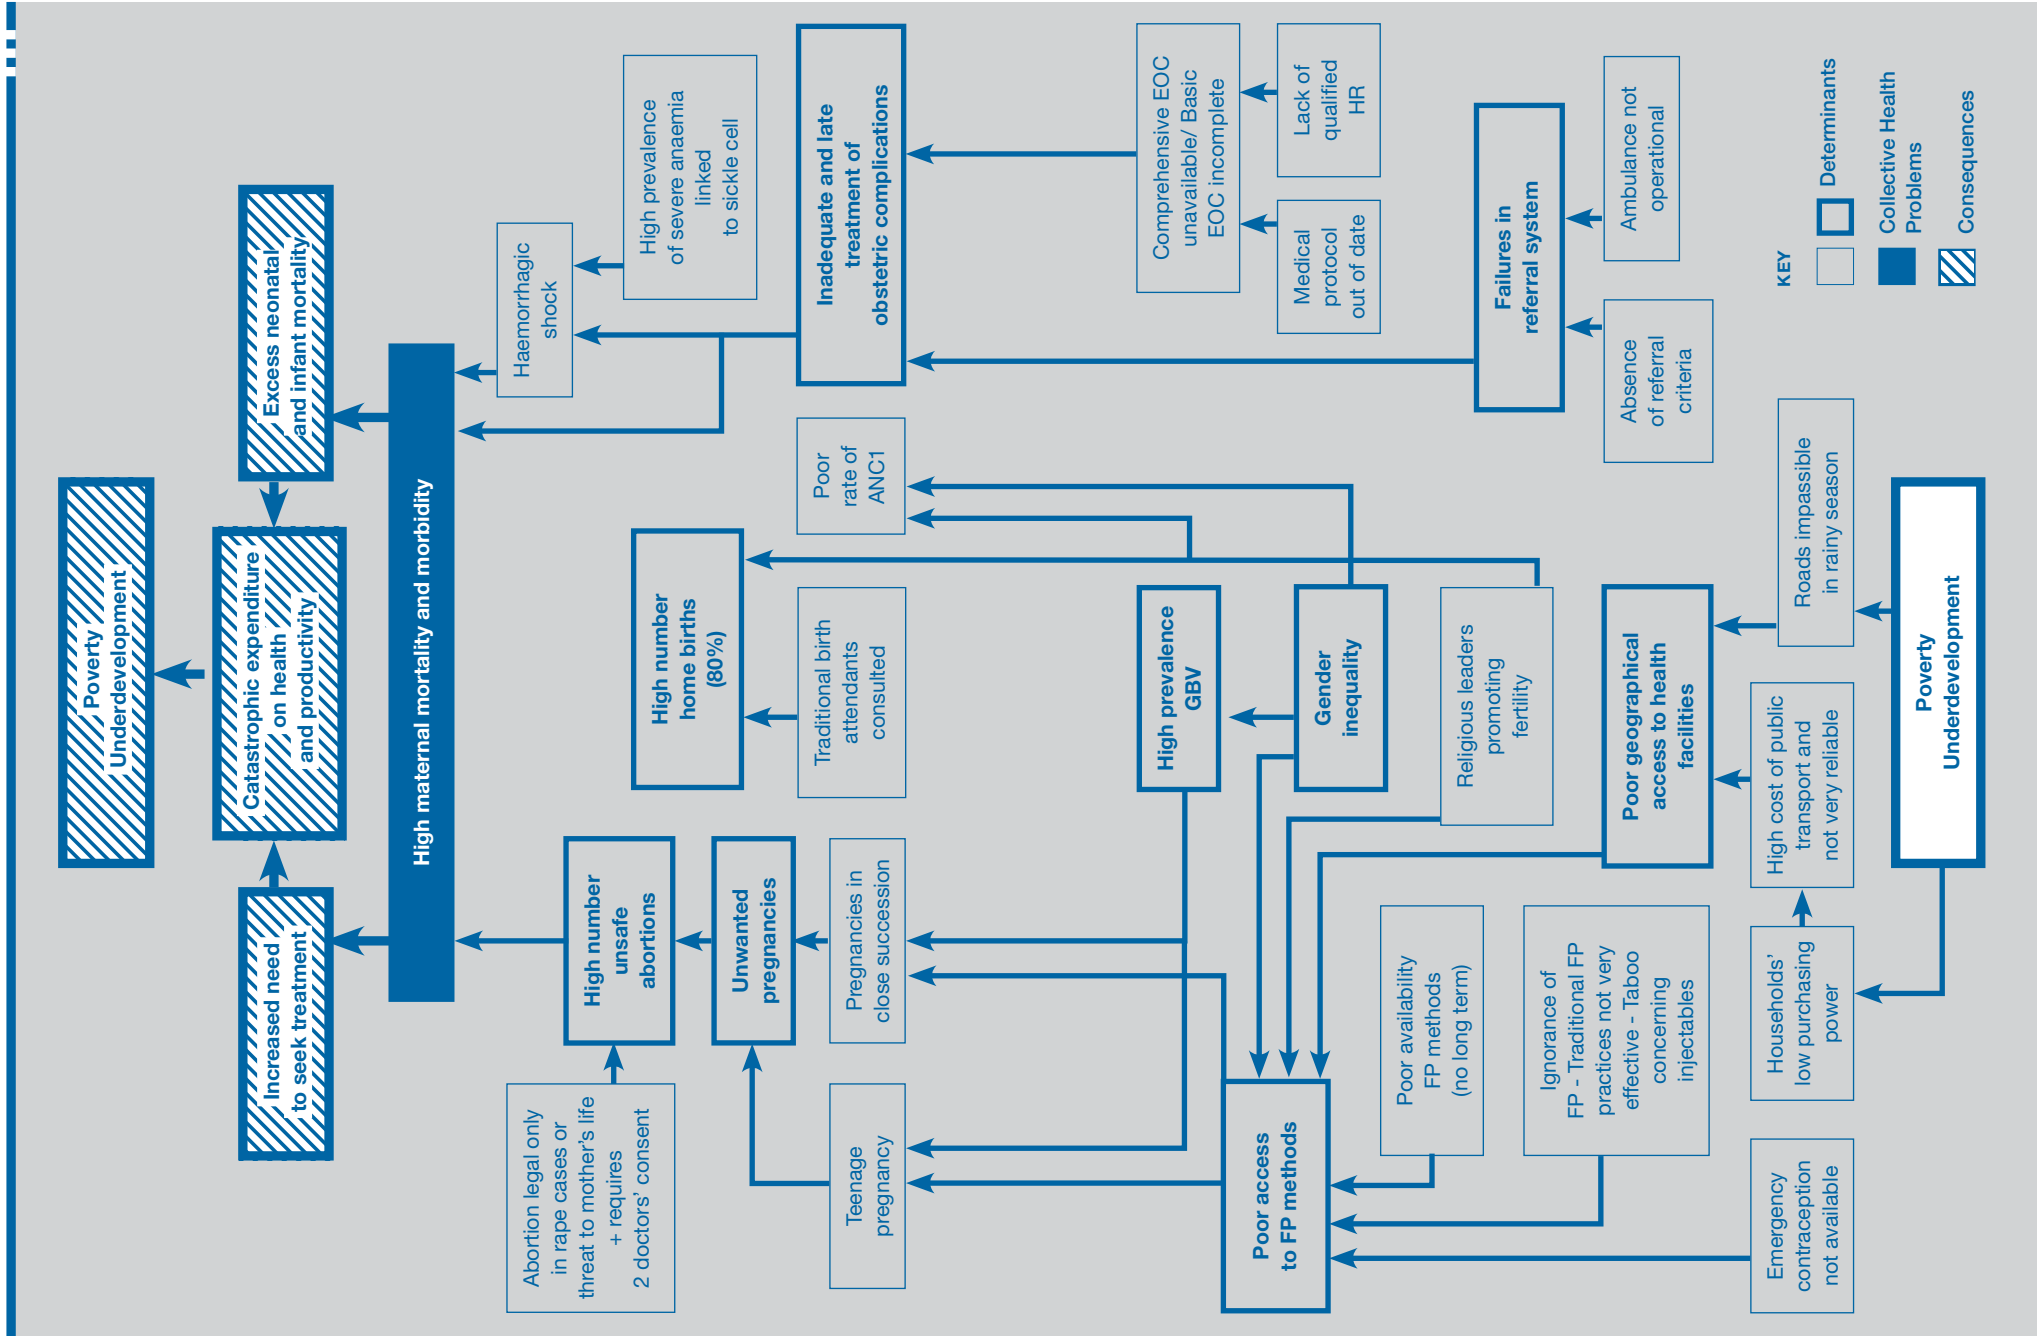 Poverty
Underdevelopment
Increased need
to seek treatment
Catastrophic expenditure
on health
and productivity
Excess neonatal
and infant mortality
High maternal mortality and morbidity
Abortion legal only
in rape cases or
threat to mother's life
+ requires
2 doctors' consent
High number
unsafe
abortions
High number
home births
(80%)
Haemorrhagic
shock
High prevalence
of severe anaemia
linked
to sickle cell
Unwanted
pregnancies
Teenage
pregnancy
Pregnancies in
close succession
Traditional birth
attendants
consulted
Poor
rate of
ANC1
Inadequate and late
treatment of
obstetric complications
High prevalence
GBV
Comprehensive EOC
unavailable/ Basic
EOC incomplete
Poor access
to FP methods
Gender
inequality
Medical
protocol
out of date
Lack of
qualified
HR
Poor availability
FP methods
(no long term)
Religious leaders
promoting
fertility
Failures in
referral system
Ignorance of
FP - Traditional FP
practices not very
effective - Taboo
concerning
injectables
Poor geographical
access to health
facilities
Absence
of referral
criteria
Ambulance not
operational
Emergency
contraception
not available
Households'
low purchasing
power
High cost of public
transport and
not very reliable
Roads impassible
in rainy season
Poverty
Underdevelopment
KEY
Determinants
Collective Health
Problems
Consequences